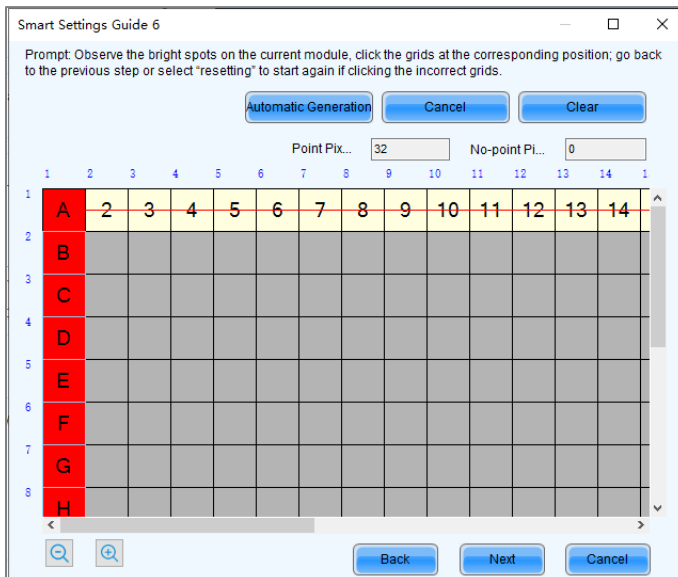 Smart Settings Guide 6
Prompt: Observe the bright spots on the current module, click the grids at the corresponding position; go back
to the previous step or select “resetting” to start again if clicking the incorrect grids.
Automatic Generation Cancel Clear
Point Pix... 32 No-point Pi... 0
1 2 3 4 5 6 7 8 9 10 11 12 13 14 1
1 A 2 3 4 5 6 7 8 9 10 11 12 13 14
2 B
3 C
4 D
5 E
6 F
7 G
8 H
Back Next Cancel